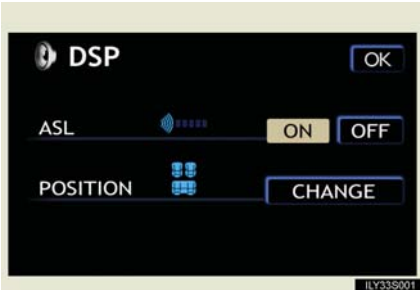 DSP
OK
ASL
ON
OFF
POSITION
CHANGE
ILY33S001